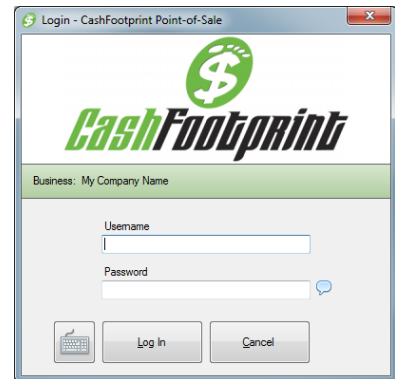 Login - CashFootprint Point-of-Sale
CashFootprint
Business: My Company Name
Username
Password
Log In
Cancel